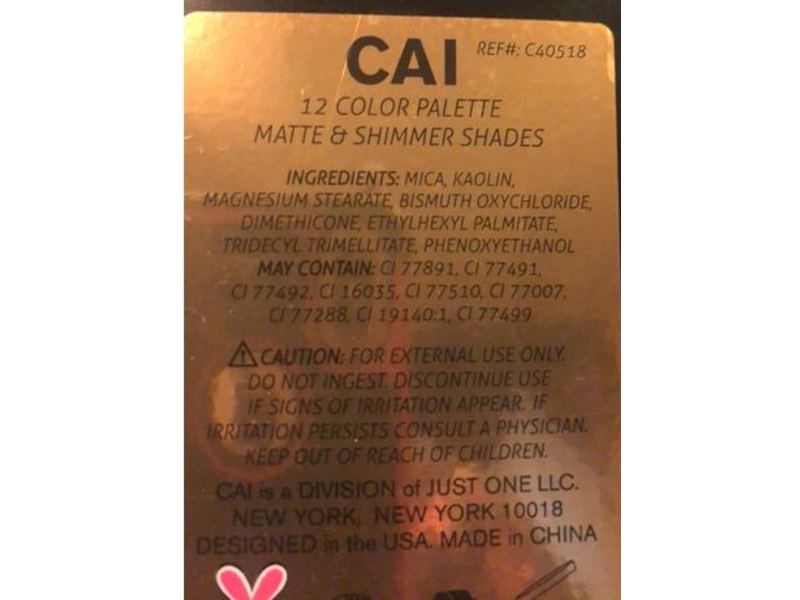 CAI REF#: C40518
12 COLOR PALETTE
MATTE & SHIMMER SHADES
INGREDIENTS: MICA, KAOLIN,
MAGNESIUM STEARATE, BISMUTH OXYCHLORIDE,
DIMETHICONE, ETHYLHEXYL PALMITATE,
TRIDECYL TRIMELLITATE, PHENOXYETHANOL
MAY CONTAIN: CI 77891, CI 77491,
CI 77492, CI 16035, CI 77510, CI 77007,
CI 77288, CI 19140:1, CI 77499
CAUTION: FOR EXTERNAL USE ONLY.
DO NOT INGEST. DISCONTINUE USE
IF SIGNS OF IRRITATION APPEAR. IF
IRRITATION PERSISTS CONSULT A PHYSICIAN.
KEEP OUT OF REACH OF CHILDREN.
CAI is a DIVISION of JUST ONE LLC.
NEW YORK, NEW YORK 10018
DESIGNED in the USA. MADE in CHINA